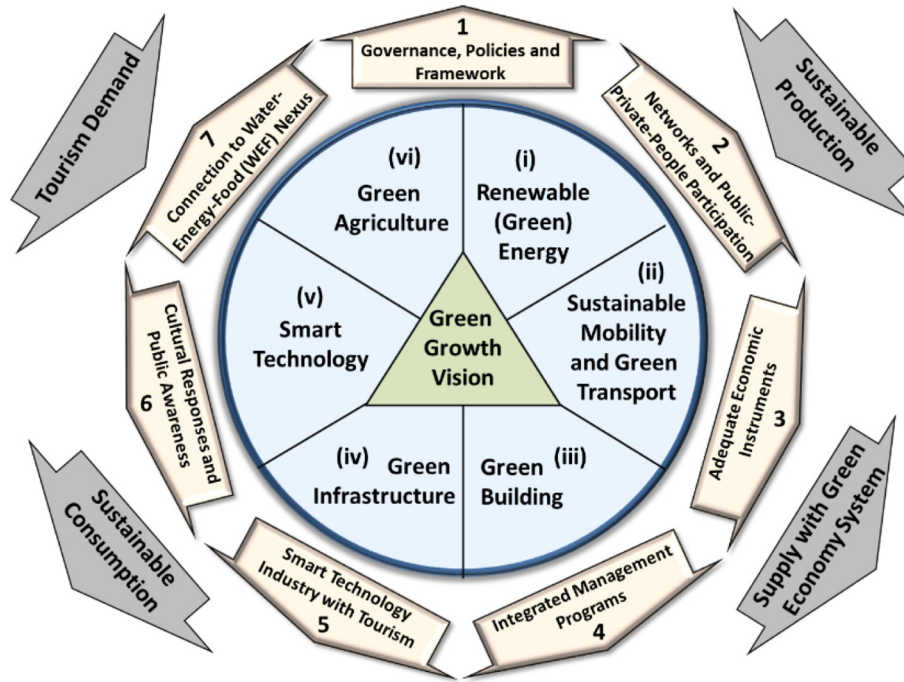 1
Governance, Policies and
Framework
2
Networks and Public-
Private-People Participation
3
Adequate Economic
Instruments
4
Integrated Management
Programs
5
Smart Technology
Industry with Tourism
6
Cultural Responses and
Public Awareness
7
Connection to Water-
Energy-Food (WEF) Nexus
Tourism Demand
Sustainable
Production
Supply with Green
Economy System
Sustainable
Consumption
(i)
Renewable
(Green)
Energy
(ii)
Sustainable
Mobility
and Green
Transport
(iii)
Green
Building
(iv)
Green
Infrastructure
(v)
Smart
Technology
(vi)
Green
Agriculture
Green
Growth
Vision